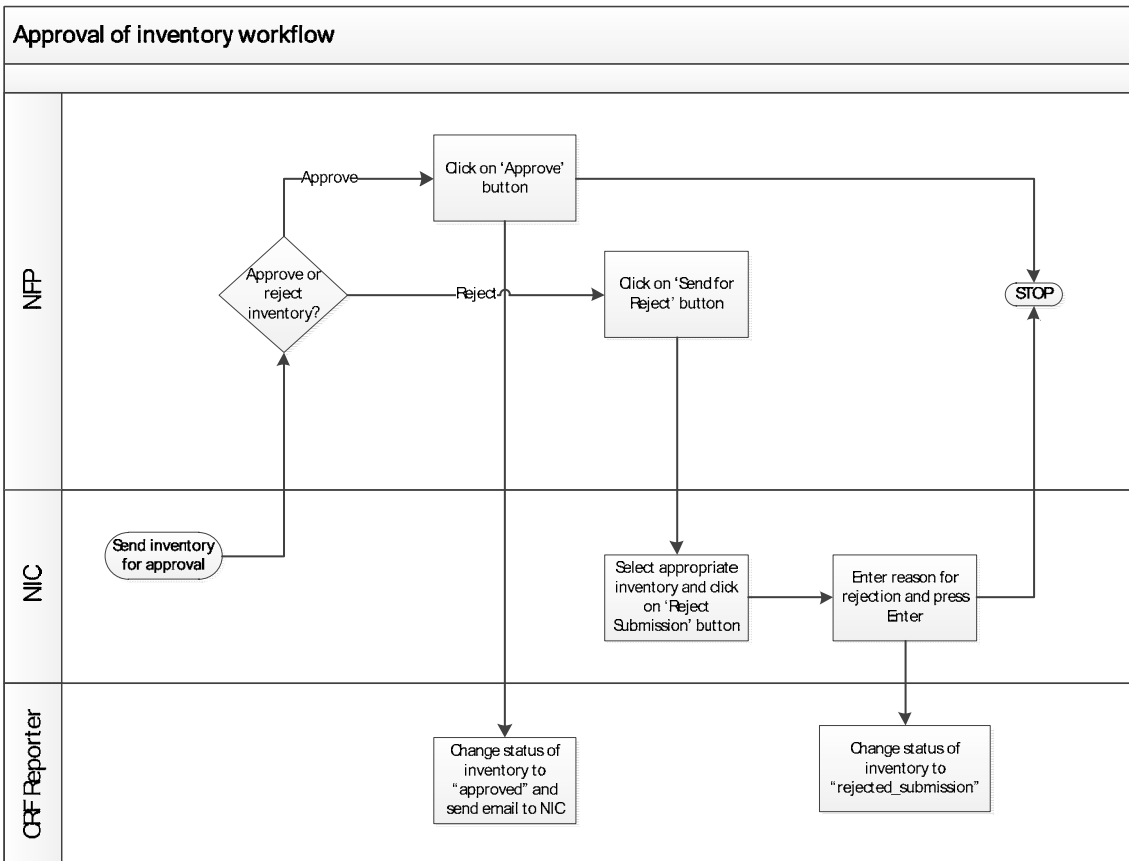 Approval of inventory workflow
NFP
Click on ‘Approve’
button
Approve
Approve or
reject
inventory?
Reject
Click on ‘Send for
Reject’ button
STOP
NIC
Send inventory
for approval
Select appropriate
inventory and click
on ‘Reject
Submission’ button
Enter reason for
rejection and press
Enter
CRF Reporter
Change status of
inventory to
“approved” and
send email to NIC
Change status of
inventory to
“rejected_submission”